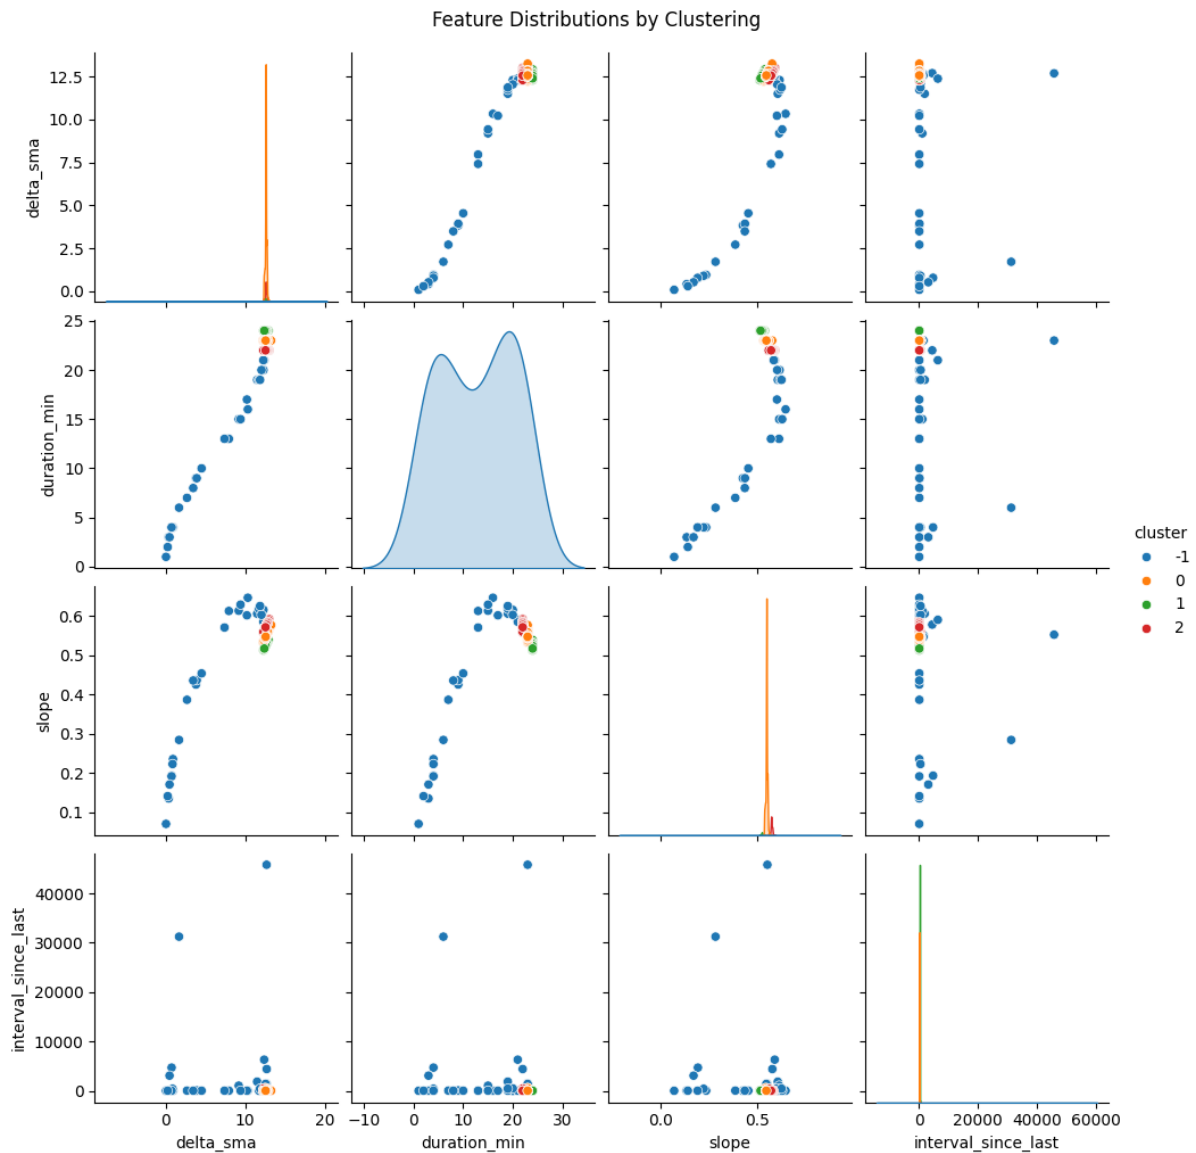 Feature Distributions by Clustering
delta_sma
12.5
10.0
7.5
5.0
2.5
0.0
duration_min
25
20
15
10
5
0
slope
0.6
0.5
0.4
0.3
0.2
0.1
interval_since_last
40000
30000
20000
10000
0
0 10 20
delta_sma
−10 0 10 20 30
duration_min
0.0 0.5
slope
0 20000 40000 60000
interval_since_last
cluster
-1
0
1
2